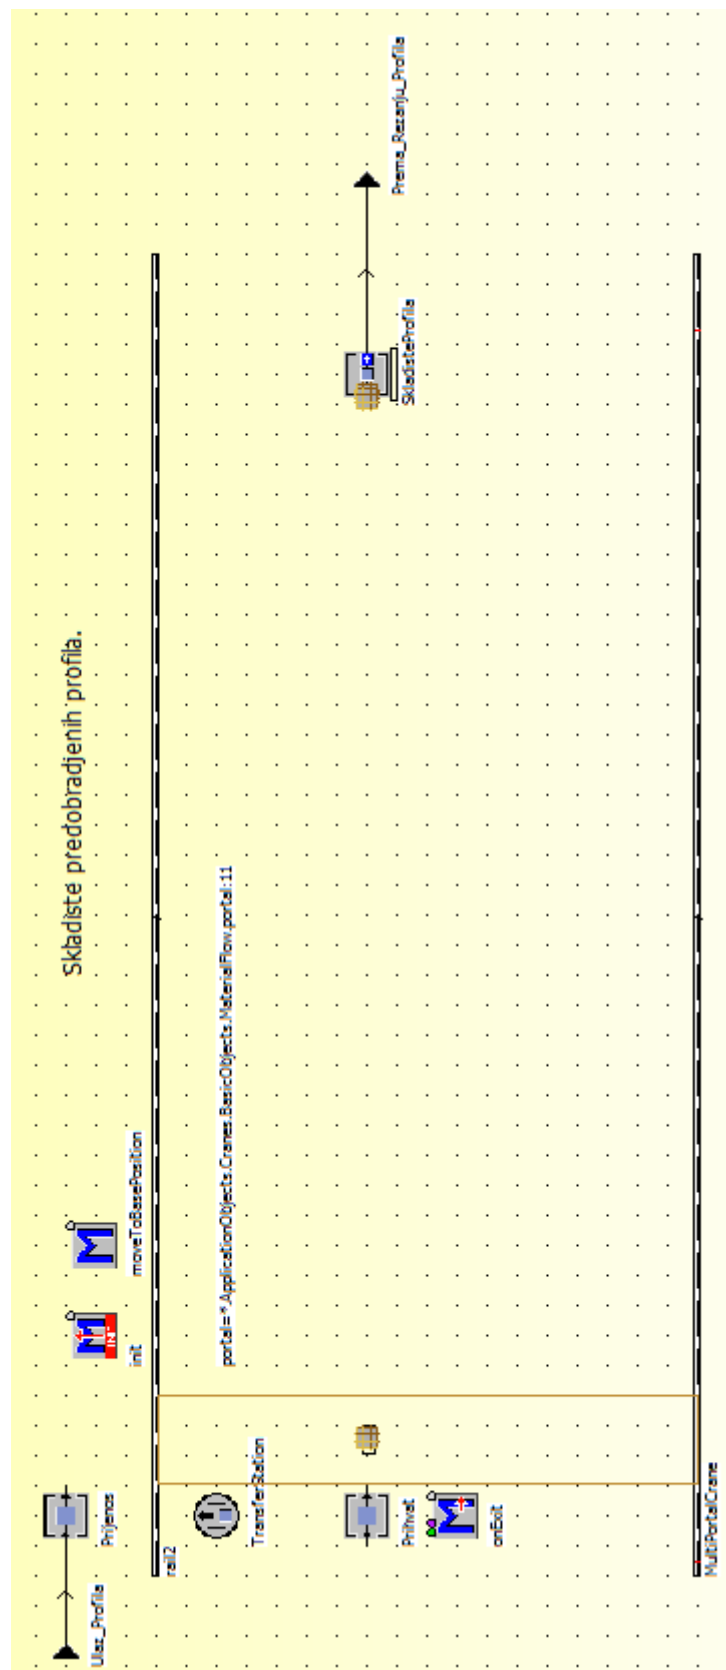 Skladiste predobradjenih profila.
Ulaz_Profila
Prijenos
init
moveToBasePosition
rail2
TransferStation
portal=*.ApplicationObjects.Cranes.BasicObjects.MaterialFlow.portal:11
Prihvat
onExit
SkladisteProfila
Prema_Rezanju_Profila
MultiPortalCrane